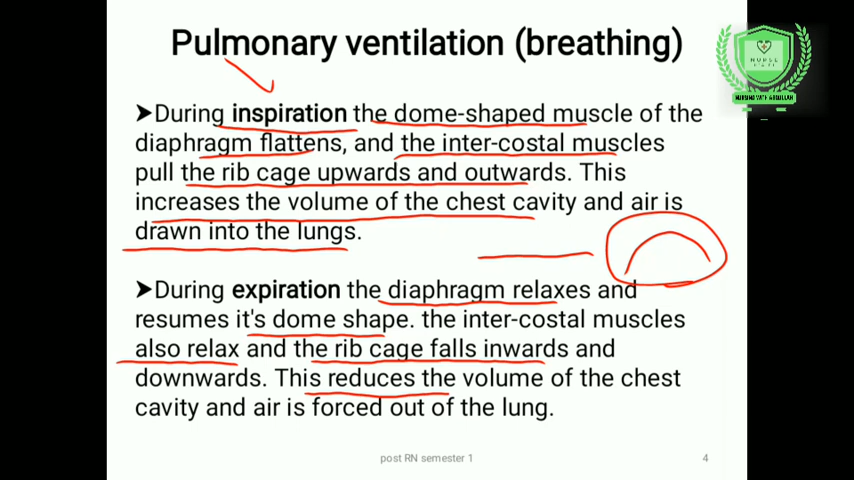 Pulmonary ventilation (breathing)
NURSE
NURSING WITH ABDULLAH
➤During inspiration the dome-shaped muscle of the
diaphragm flattens, and the inter-costal muscles
pull the rib cage upwards and outwards. This
increases the volume of the chest cavity and air is
drawn into the lungs.
➤During expiration the diaphragm relaxes and
resumes it's dome shape. the inter-costal muscles
also relax and the rib cage falls inwards and
downwards. This reduces the volume of the chest
cavity and air is forced out of the lung.
post RN semester 1
4